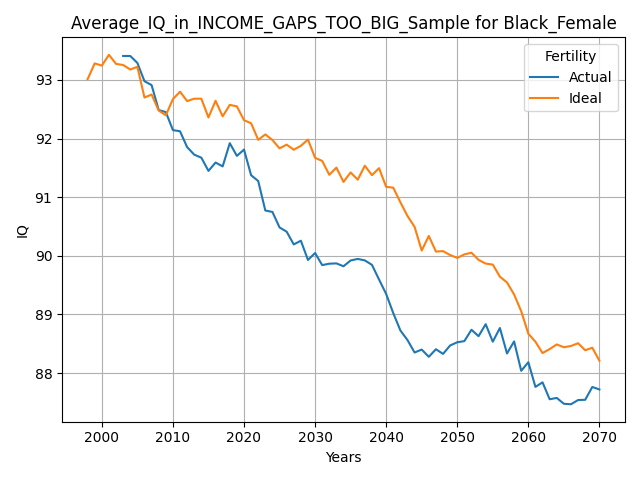 Average_IQ_in_INCOME_GAPS_TOO_BIG_Sample for Black_Female
Fertility
Actual
Ideal
IQ
93
92
91
90
89
88
2000 2010 2020 2030 2040 2050 2060 2070
Years